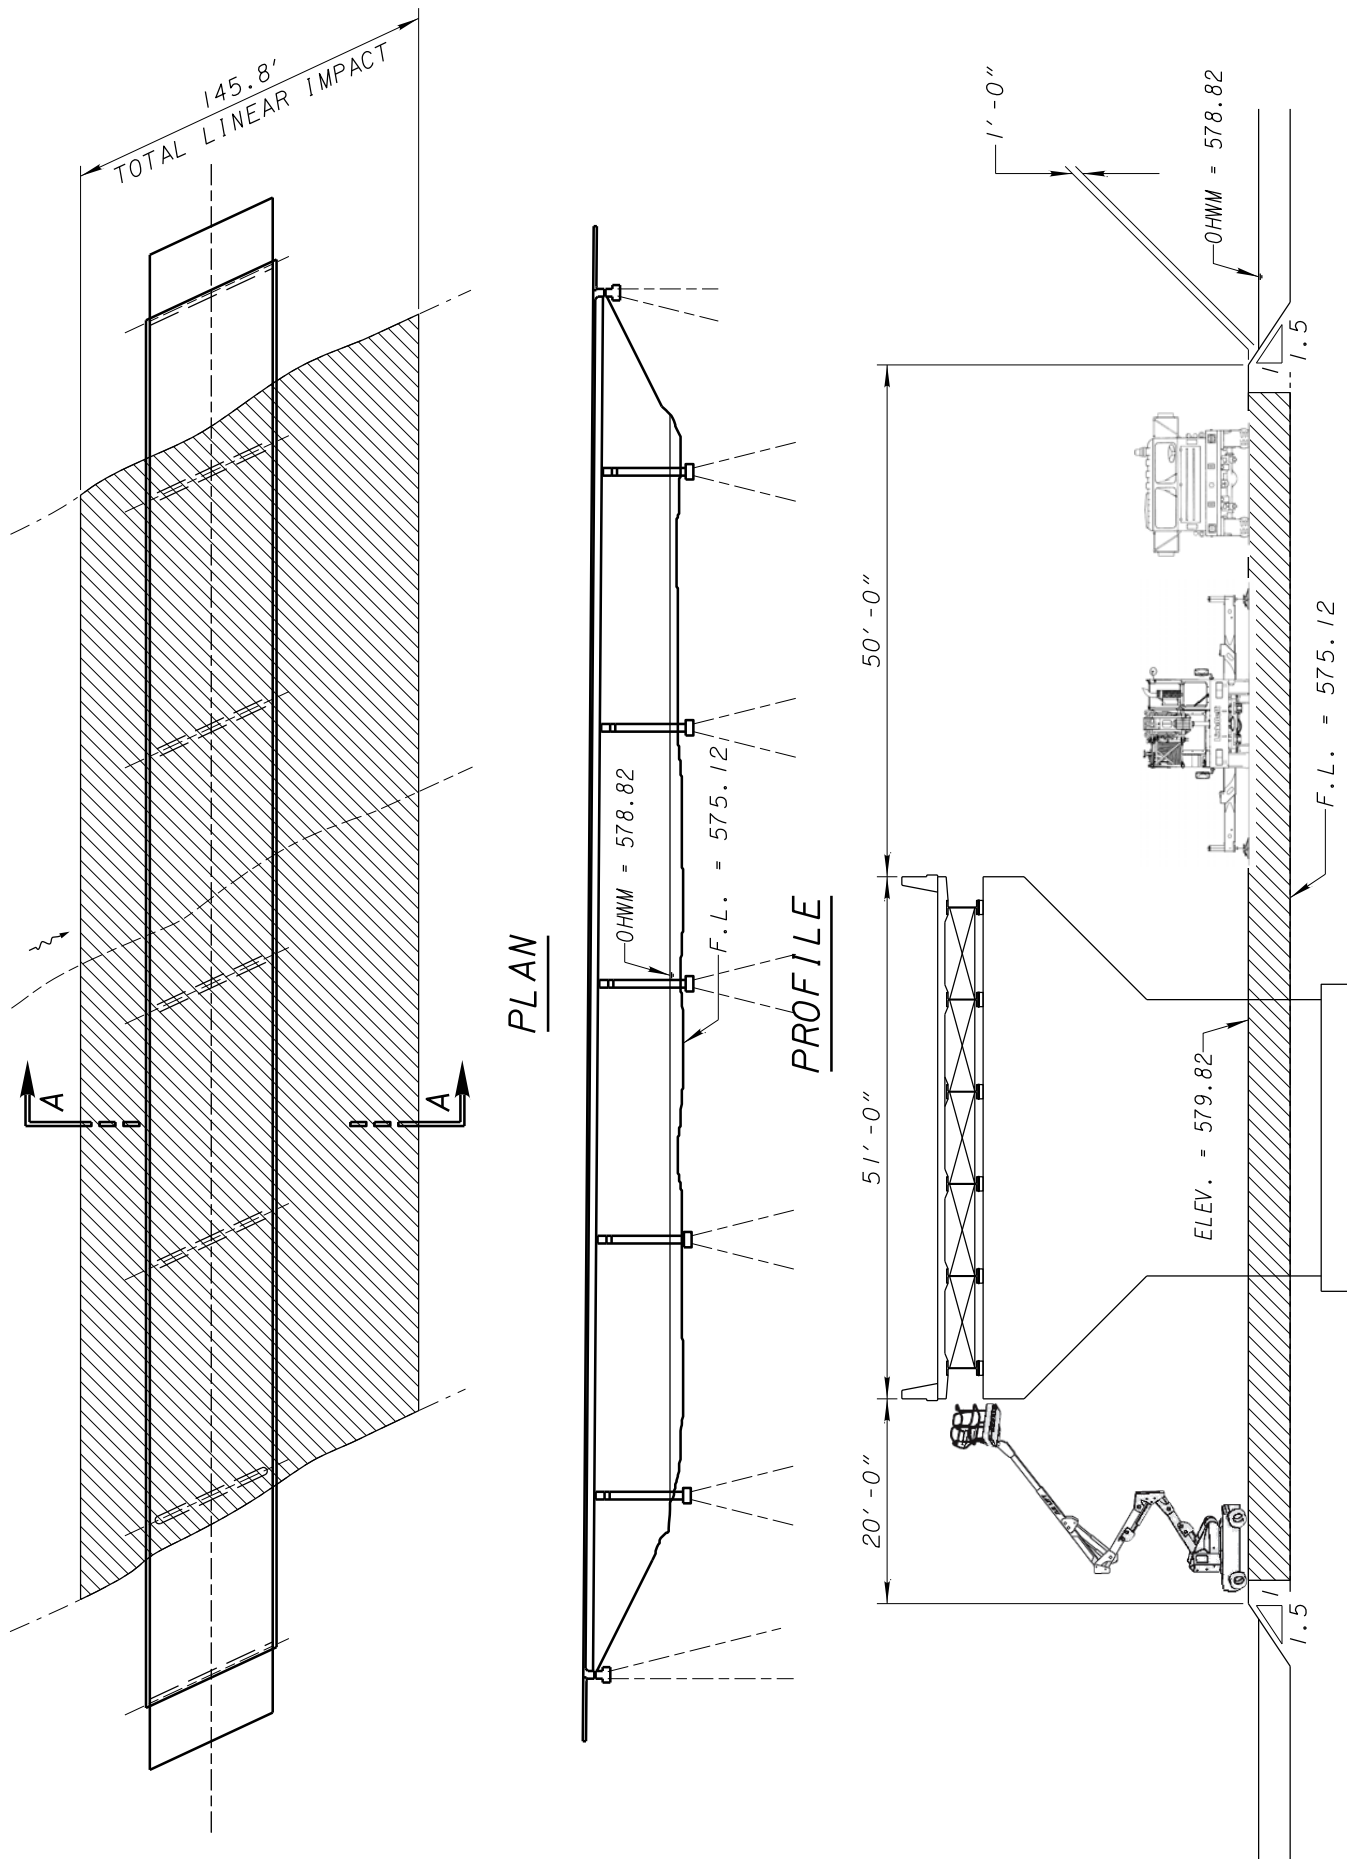 145.8'
TOTAL LINEAR IMPACT
A
A
PLAN
OHWM = 578.82
F.L. = 575.12
PROFILE
20'-0"
51'-0"
50'-0"
1'-0"
OHWM = 578.82
ELEV. = 579.82
F.L. = 575.12
1
1.5
1
1.5